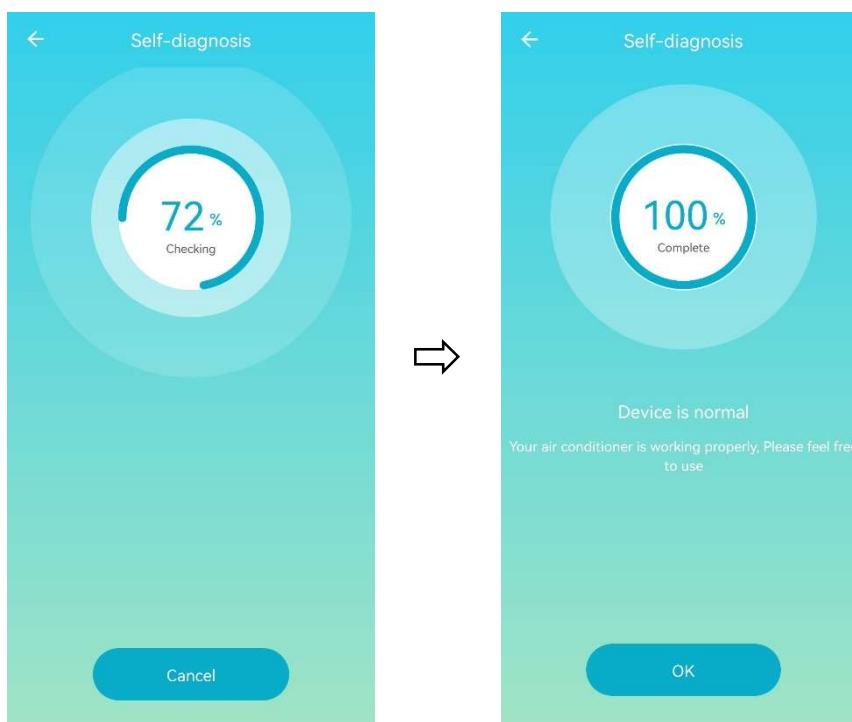 Self-diagnosis
72 %
Checking
Cancel
Self-diagnosis
100 %
Complete
Device is normal
Your air conditioner is working properly, Please feel free
to use
OK